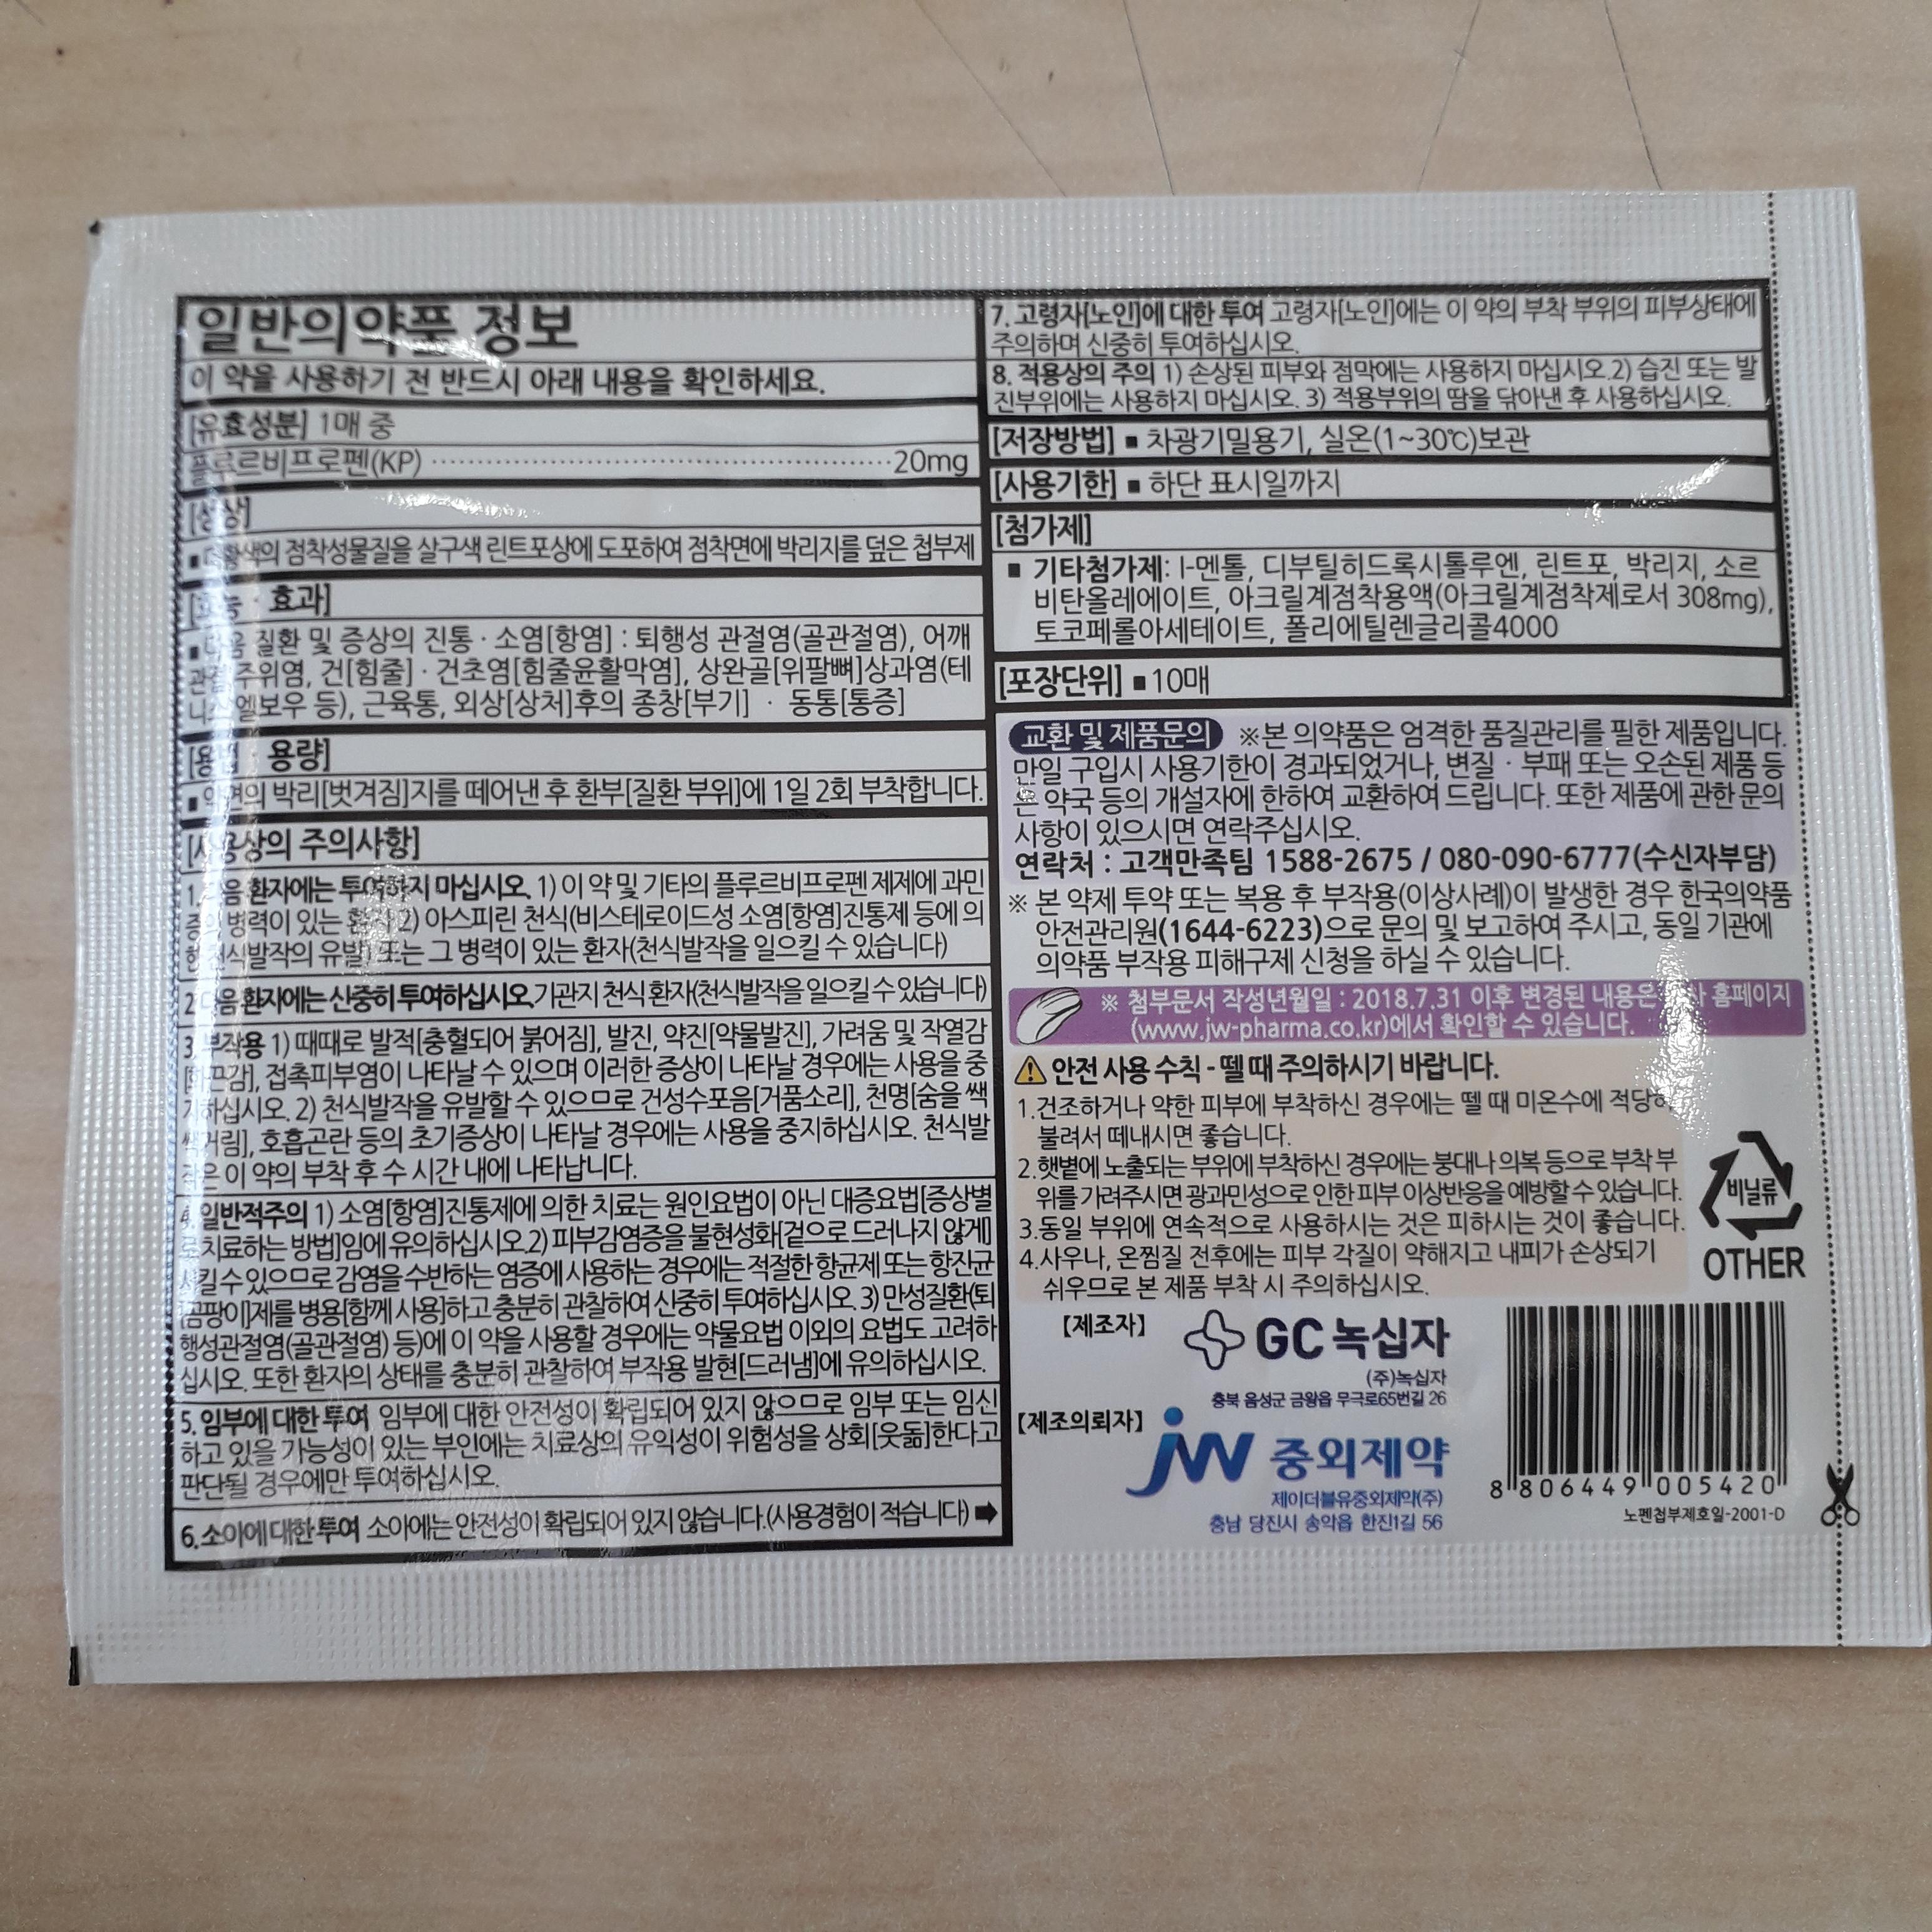 일반의약품 정보
이 약을 사용하기 전 반드시 아래 내용을 확인하세요.
[유효성분] 1매 중
플루르비프로펜(KP) 20mg
[성상]
■ 담황색의 점착성물질을 살구색 린트포상에 도포하여 점착면에 박리지를 덮은 첩부제
[효능 · 효과]
■ 다음 질환 및 증상의 진통 · 소염[항염] : 퇴행성 관절염(골관절염), 어깨
관절주위염, 건[힘줄] · 건초염[힘줄윤활막염], 상완골[위팔뼈]상과염(테
니스엘보우 등), 근육통, 외상[상처]후의 종창[부기] · 동통[통증]
[용법 · 용량]
■ 약면의 박리[벗겨짐]지를 떼어낸 후 환부[질환 부위]에 1일 2회 부착합니다.
[사용상의 주의사항]
1.다음 환자에는 투여하지 마십시오. 1) 이 약 및 기타의 플루르비프로펜 제제에 과민
증의 병력이 있는 환자 2) 아스피린 천식(비스테로이드성 소염[항염]진통제 등에 의
한 천식발작의 유발) 또는 그 병력이 있는 환자(천식발작을 일으킬 수 있습니다)
2.다음 환자에는 신중히 투여하십시오.기관지 천식 환자(천식발작을 일으킬 수 있습니다)
3. 부작용 1) 때때로 발적[충혈되어 붉어짐], 발진, 약진[약물발진], 가려움 및 작열감
[화끈감], 접촉피부염이 나타날 수 있으며 이러한 증상이 나타날 경우에는 사용을 중
지하십시오. 2) 천식발작을 유발할 수 있으므로 건성수포음[거품소리], 천명[숨을 쌕
쌕거림], 호흡곤란 등의 초기증상이 나타날 경우에는 사용을 중지하십시오. 천식발
작은 이 약의 부착 후 수 시간 내에 나타납니다.
4. 일반적주의 1) 소염[항염]진통제에 의한 치료는 원인요법이 아닌 대증요법[증상별
로 치료하는 방법]임에 유의하십시오.2) 피부감염증을 불현성화[겉으로 드러나지 않게]
시킬 수 있으므로 감염을 수반하는 염증에 사용하는 경우에는 적절한 항균제 또는 항진균
[곰팡이]제를 병용[함께 사용]하고 충분히 관찰하여 신중히 투여하십시오. 3) 만성질환(퇴
행성관절염(골관절염) 등)에 이 약을 사용할 경우에는 약물요법 이외의 요법도 고려하
십시오. 또한 환자의 상태를 충분히 관찰하여 부작용 발현[드러냄]에 유의하십시오.
5. 임부에 대한 투여 임부에 대한 안전성이 확립되어 있지 않으므로 임부 또는 임신
하고 있을 가능성이 있는 부인에는 치료상의 유익성이 위험성을 상회[웃돎]한다고
판단될 경우에만 투여하십시오.
6.소아에 대한 투여 소아에는 안전성이 확립되어 있지 않습니다.(사용경험이 적습니다) ➡
7. 고령자[노인]에 대한 투여 고령자[노인]에는 이 약의 부착 부위의 피부상태에
주의하며 신중히 투여하십시오.
8. 적용상의 주의 1) 손상된 피부와 점막에는 사용하지 마십시오.2) 습진 또는 발
진부위에는 사용하지 마십시오. 3) 적용부위의 땀을 닦아낸 후 사용하십시오.
[저장방법] ■ 차광기밀용기, 실온(1~30℃)보관
[사용기한] ■ 하단 표시일까지
[첨가제]
■ 기타첨가제: l-멘톨, 디부틸히드록시톨루엔, 린트포, 박리지, 소르
비탄올레에이트, 아크릴계점착용액(아크릴계점착제로서 308mg),
토코페롤아세테이트, 폴리에틸렌글리콜4000
[포장단위] ■ 10매
교환 및 제품문의 ※본 의약품은 엄격한 품질관리를 필한 제품입니다.
만일 구입시 사용기한이 경과되었거나, 변질 · 부패 또는 오손된 제품 등
은 약국 등의 개설자에 한하여 교환하여 드립니다. 또한 제품에 관한 문의
사항이 있으시면 연락주십시오.
연락처 : 고객만족팀 1588-2675 / 080-090-6777(수신자부담)
※ 본 약제 투약 또는 복용 후 부작용(이상사례)이 발생한 경우 한국의약품
안전관리원(1644-6223)으로 문의 및 보고하여 주시고, 동일 기관에
의약품 부작용 피해구제 신청을 하실 수 있습니다.
※ 첨부문서 작성년월일 : 2018.7.31 이후 변경된 내용은 홈페이지
(www.jw-pharma.co.kr)에서 확인할 수 있습니다.
안전 사용 수칙 - 뗄 때 주의하시기 바랍니다.
1.건조하거나 약한 피부에 부착하신 경우에는 뗄 때 미온수에 적당히
불려서 떼내시면 좋습니다.
2.햇볕에 노출되는 부위에 부착하신 경우에는 붕대나 의복 등으로 부착 부
위를 가려주시면 광과민성으로 인한 피부 이상반응을 예방할 수 있습니다.
3.동일 부위에 연속적으로 사용하시는 것은 피하시는 것이 좋습니다.
4.사우나, 온찜질 전후에는 피부 각질이 약해지고 내피가 손상되기
쉬우므로 본 제품 부착 시 주의하십시오.
비닐류
OTHER
[제조자] GC 녹십자
(주)녹십자
충북 음성군 금왕읍 무극로65번길 26
[제조의뢰자] jw 중외제약
제이더블유중외제약(주)
충남 당진시 송악읍 한진1길 56
8 806449 005420
노펜첩부제호일-2001-D